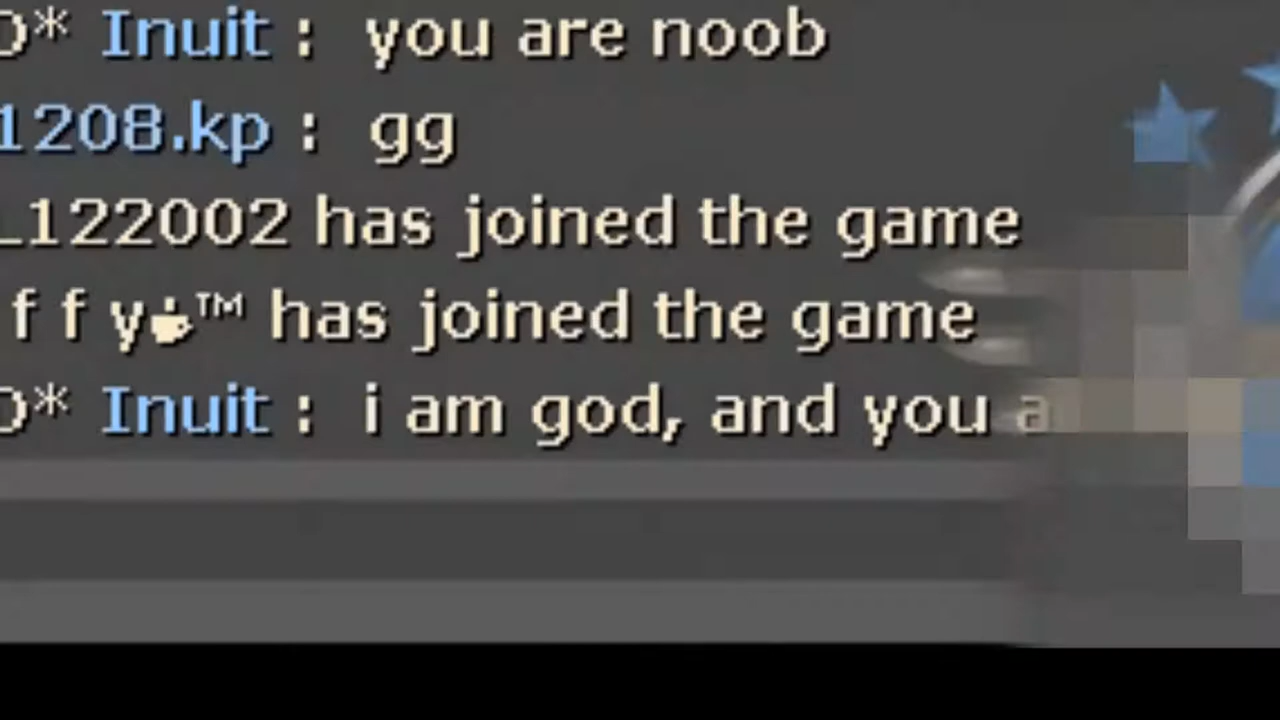 * Inuit : you are noob
1208.kp : gg
_122002 has joined the game
f f y☕™ has joined the game
* Inuit : i am god, and you